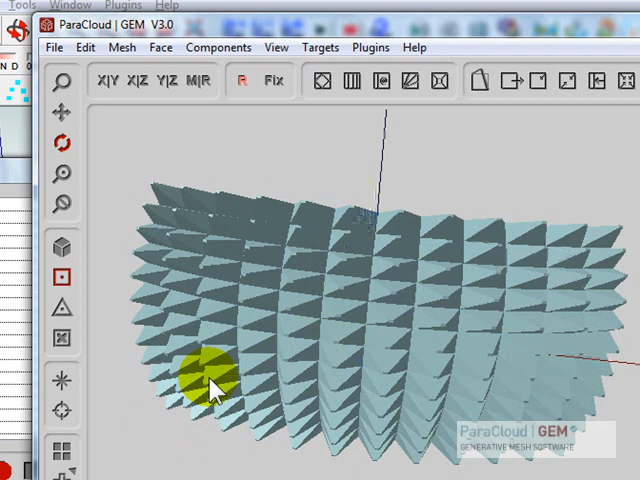 Tools Window Plugins Help
ParaCloud | GEM V3.0
File Edit Mesh Face Components View Targets Plugins Help
N D 0
X|Y X|Z Y|Z M|R R Fix
ParaCloud | GEM
GENERATIVE MESH SOFTWARE